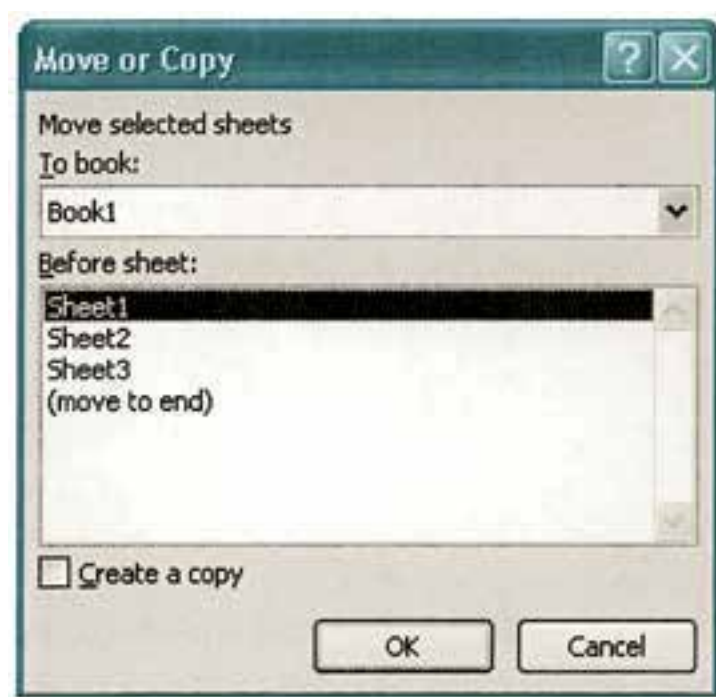 Move or Copy
Move selected sheets
To book:
Book1
Before sheet:
Sheet1
Sheet2
Sheet3
(move to end)
Create a copy
OK
Cancel